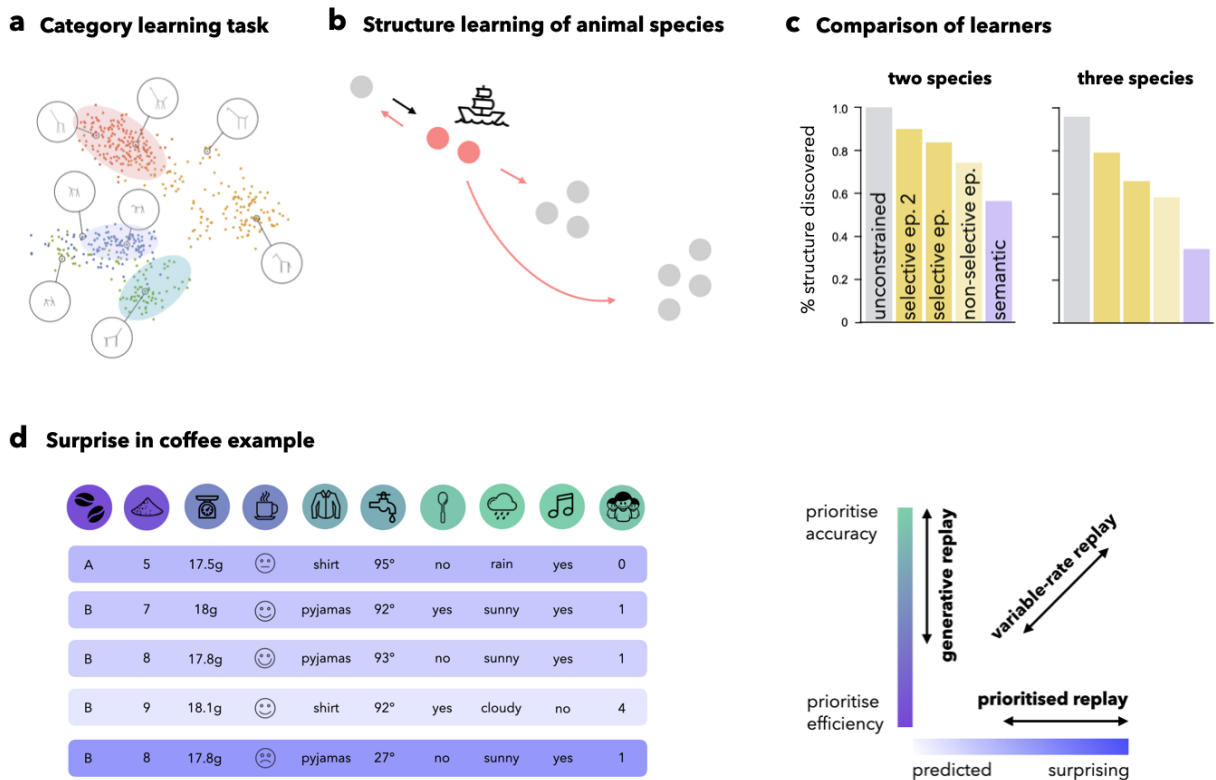 a Category learning task
b Structure learning of animal species
c Comparison of learners
two species
three species
% structure discovered
1.0
0.8
0.6
0.4
0.2
0
unconstrained
selective ep. 2
selective ep.
non-selective ep.
semantic
d Surprise in coffee example
A 5 17.5g shirt 95° no rain yes 0
B 7 18g pyjamas 92° yes sunny yes 1
B 8 17.8g pyjamas 93° no sunny yes 1
B 9 18.1g shirt 92° yes cloudy no 4
B 8 17.8g pyjamas 27° no sunny yes 1
prioritise
accuracy
generative replay
variable-rate replay
prioritise
efficiency
prioritised replay
predicted surprising